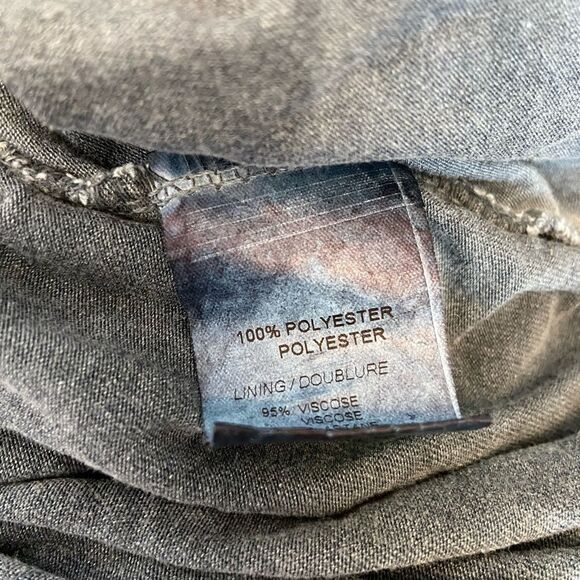 100% POLYESTER
POLYESTER
LINING / DOUBLURE
95% VISCOSE
VISCOSE